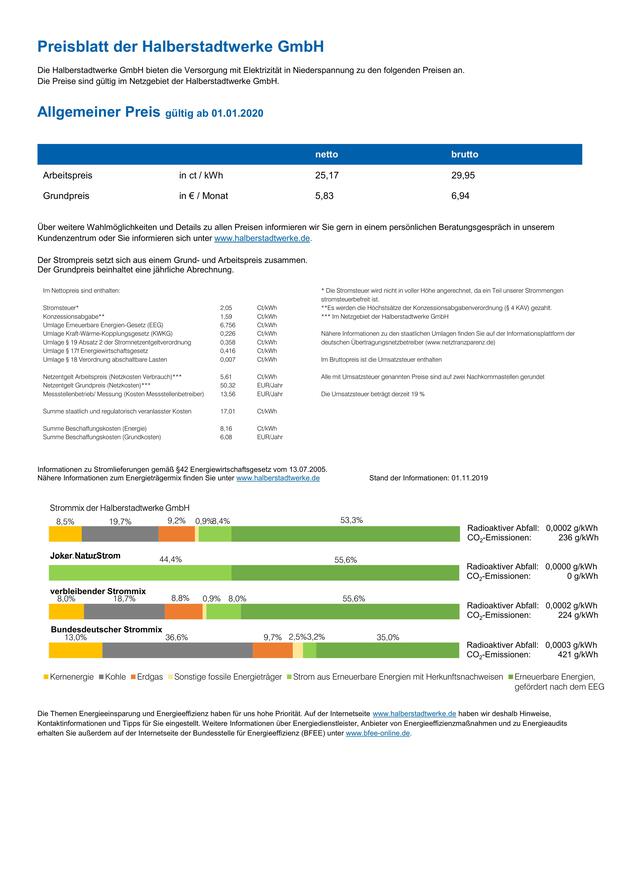 Preisblatt der Halberstadtwerke GmbH
Die Halberstadtwerke GmbH bieten die Versorgung mit Elektrizität in Niederspannung zu den folgenden Preisen an.
Die Preise sind gültig im Netzgebiet der Halberstadtwerke GmbH.
Allgemeiner Preis gültig ab 01.01.2020
netto brutto
Arbeitspreis in ct / kWh 25,17 29,95
Grundpreis in € / Monat 5,83 6,94
Über weitere Wahlmöglichkeiten und Details zu allen Preisen informieren wir Sie gern in einem persönlichen Beratungsgespräch in unserem
Kundenzentrum oder Sie informieren sich unter www.halberstadtwerke.de.
Der Strompreis setzt sich aus einem Grund- und Arbeitspreis zusammen.
Der Grundpreis beinhaltet eine jährliche Abrechnung.
Im Nettopreis sind enthalten:
Stromsteuer* 2,05 Ct/kWh
Konzessionsabgabe** 1,59 Ct/kWh
Umlage Erneuerbare Energien-Gesetz (EEG) 6,756 Ct/kWh
Umlage Kraft-Wärme-Kopplungsgesetz (KWKG) 0,226 Ct/kWh
Umlage § 19 Absatz 2 der Stromnetzentgeltverordnung 0,358 Ct/kWh
Umlage § 17f Energiewirtschaftsgesetz 0,416 Ct/kWh
Umlage § 18 Verordnung abschaltbare Lasten 0,007 Ct/kWh
Netzentgelt Arbeitspreis (Netzkosten Verbrauch)*** 5,61 Ct/kWh
Netzentgelt Grundpreis (Netzkosten)*** 50,32 EUR/Jahr
Messstellenbetrieb/ Messung (Kosten Messstellenbetreiber) 13,56 EUR/Jahr
Summe staatlich und regulatorisch veranlasster Kosten 17,01 Ct/kWh
Summe Beschaffungskosten (Energie) 8,16 Ct/kWh
Summe Beschaffungskosten (Grundkosten) 6,08 EUR/Jahr
* Die Stromsteuer wird nicht in voller Höhe angerechnet, da ein Teil unserer Strommengen
stromsteuerbefreit ist.
**Es werden die Höchstsätze der Konzessionsabgabenverordnung (§ 4 KAV) gezahlt.
*** Im Netzgebiet der Halberstadtwerke GmbH
Nähere Informationen zu den staatlichen Umlagen finden Sie auf der Informationsplattform der
deutschen Übertragungsnetzbetreiber (www.netztranparenz.de)
Im Bruttopreis ist die Umsatzsteuer enthalten
Alle mit Umsatzsteuer genannten Preise sind auf zwei Nachkommastellen gerundet
Die Umsatzsteuer beträgt derzeit 19 %
Informationen zu Stromlieferungen gemäß §42 Energiewirtschaftsgesetz vom 13.07.2005.
Nähere Informationen zum Energieträgermix finden Sie unter www.halberstadtwerke.de Stand der Informationen: 01.11.2019
Strommix der Halberstadtwerke GmbH
8,5% 19,7% 9,2% 0,9% 8,4% 53,3%
Radioaktiver Abfall: 0,0002 g/kWh
CO2-Emissionen: 236 g/kWh
Joker.NaturStrom
44,4% 55,6%
Radioaktiver Abfall: 0,0000 g/kWh
CO2-Emissionen: 0 g/kWh
verbleibender Strommix
8,0% 18,7% 8,8% 0,9% 8,0% 55,6%
Radioaktiver Abfall: 0,0002 g/kWh
CO2-Emissionen: 224 g/kWh
Bundesdeutscher Strommix
13,0% 36,6% 9,7% 2,5% 3,2% 35,0%
Radioaktiver Abfall: 0,0003 g/kWh
CO2-Emissionen: 421 g/kWh
Kernenergie Kohle Erdgas Sonstige fossile Energieträger Strom aus Erneuerbare Energien mit Herkunftsnachweisen Erneuerbare Energien,
gefördert nach dem EEG
Die Themen Energieeinsparung und Energieeffizienz haben für uns hohe Priorität. Auf der Internetseite www.halberstadtwerke.de haben wir deshalb Hinweise,
Kontaktinformationen und Tipps für Sie eingestellt. Weitere Informationen über Energiedienstleister, Anbieter von Energieeffizienzmaßnahmen und zu Energieaudits
erhalten Sie außerdem auf der Internetseite der Bundesstelle für Energieeffizienz (BFEE) unter www.bfee-online.de.